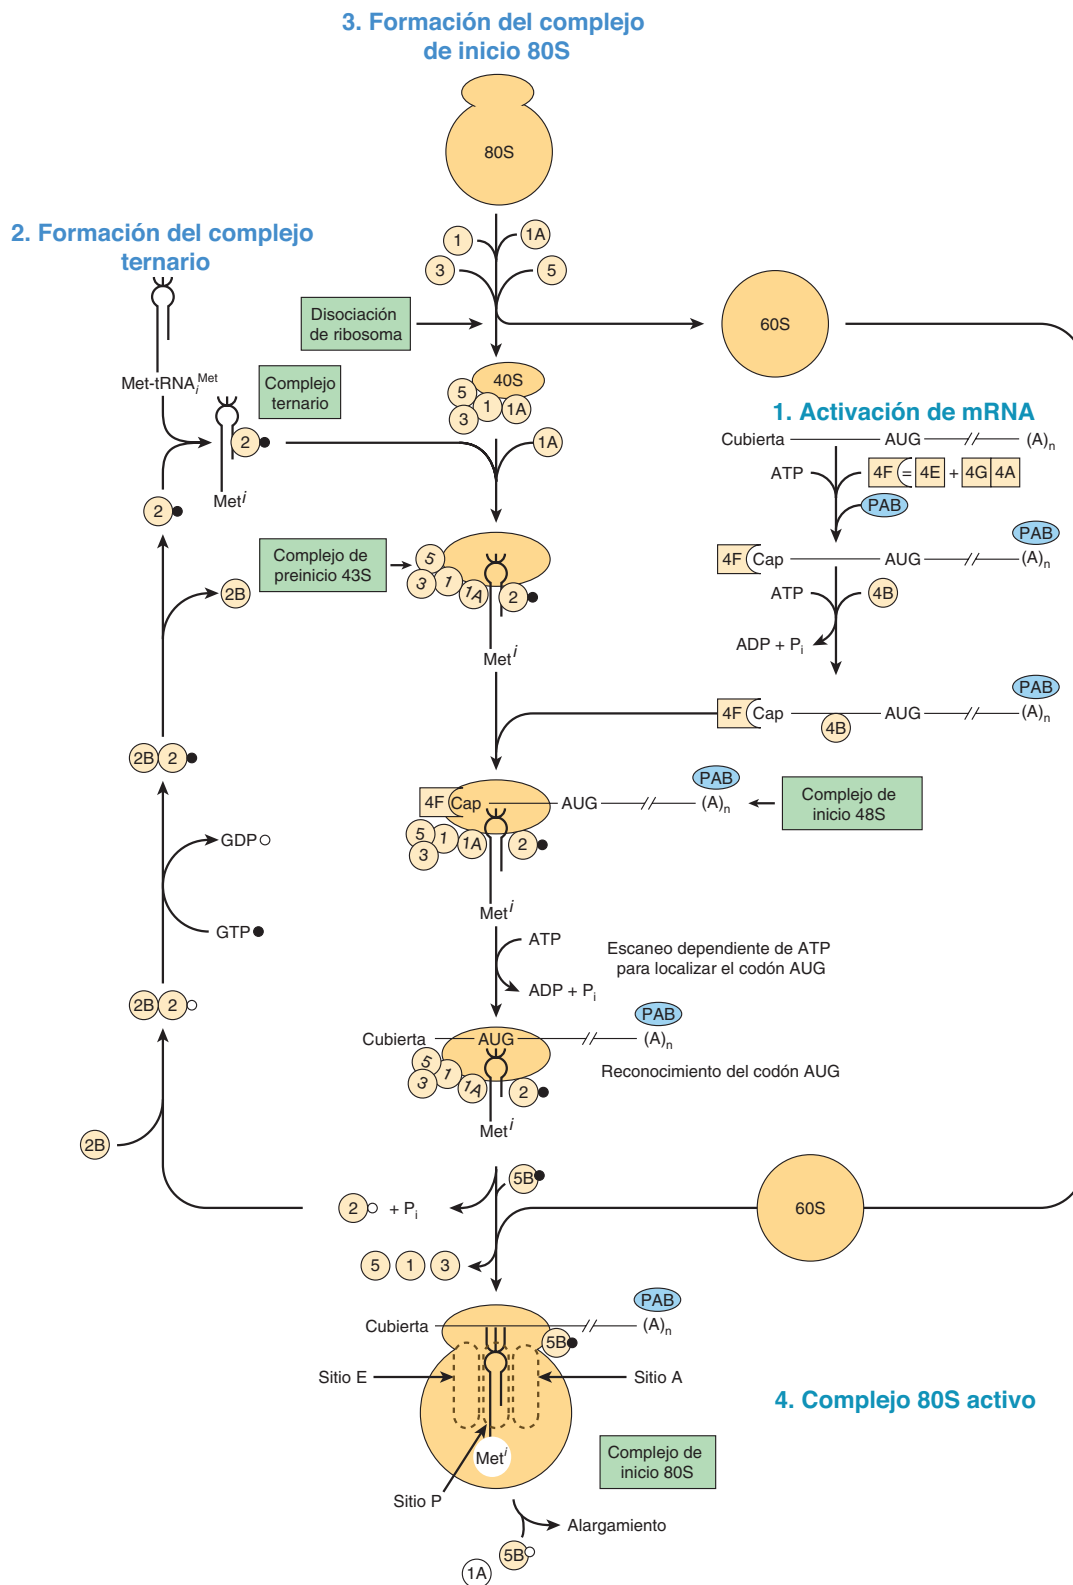 3. Formación del complejo
de inicio 80S
80S
2. Formación del complejo
ternario
1
1A
3
5
Disociación
de ribosoma
60S
Met-tRNAiMet
Complejo
ternario
40S
5
1
1A
3
1. Activación de mRNA
Cubierta
AUG
(A)n
2
1A
ATP
4F
=
4E
+
4G
4A
PAB
Meti
2
PAB
Complejo de
preinicio 43S
5
3
1
1A
2
4F
Cap
AUG
(A)n
2B
ATP
4B
ADP + Pi
Meti
PAB
4F
Cap
AUG
(A)n
4B
2B
2
PAB
4F
Cap
AUG
(A)n
Complejo de
inicio 48S
5
1
1A
3
2
GDP
Meti
GTP
ATP
Escaneo dependiente de ATP
para localizar el codón AUG
ADP + Pi
2B
2
PAB
Cubierta
AUG
(A)n
5
1
3
1A
2
Reconocimiento del codón AUG
Meti
2B
5B
2
+ Pi
60S
5
1
3
PAB
Cubierta
(A)n
5B
Sitio E
Sitio A
4. Complejo 80S activo
Meti
Complejo de
inicio 80S
Sitio P
Alargamiento
5B
1A